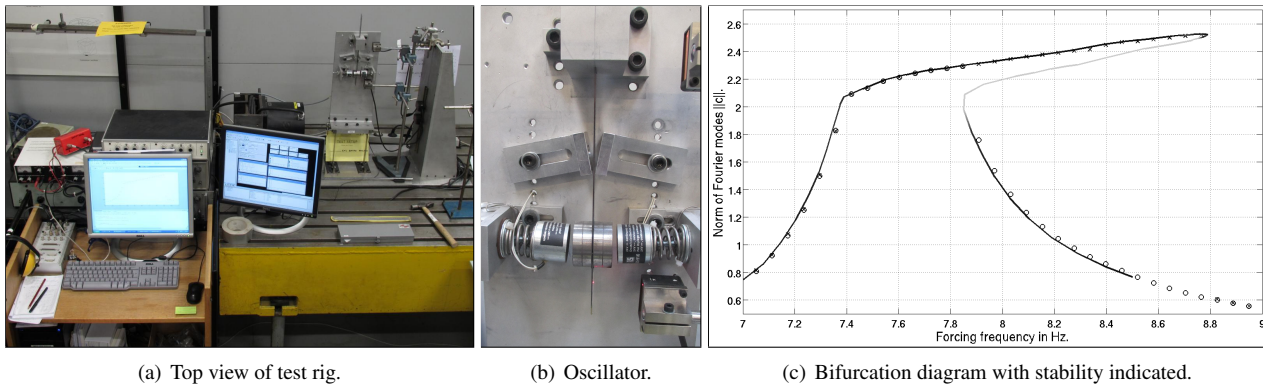 2.6
2.4
2.2
2
1.8
1.6
1.4
1.2
1
0.8
0.6
Norm of Fourier modes ||c||.
7 7.2 7.4 7.6 7.8 8 8.2 8.4 8.6 8.8 9
Forcing frequency in Hz.
(a) Top view of test rig. (b) Oscillator. (c) Bifurcation diagram with stability indicated.